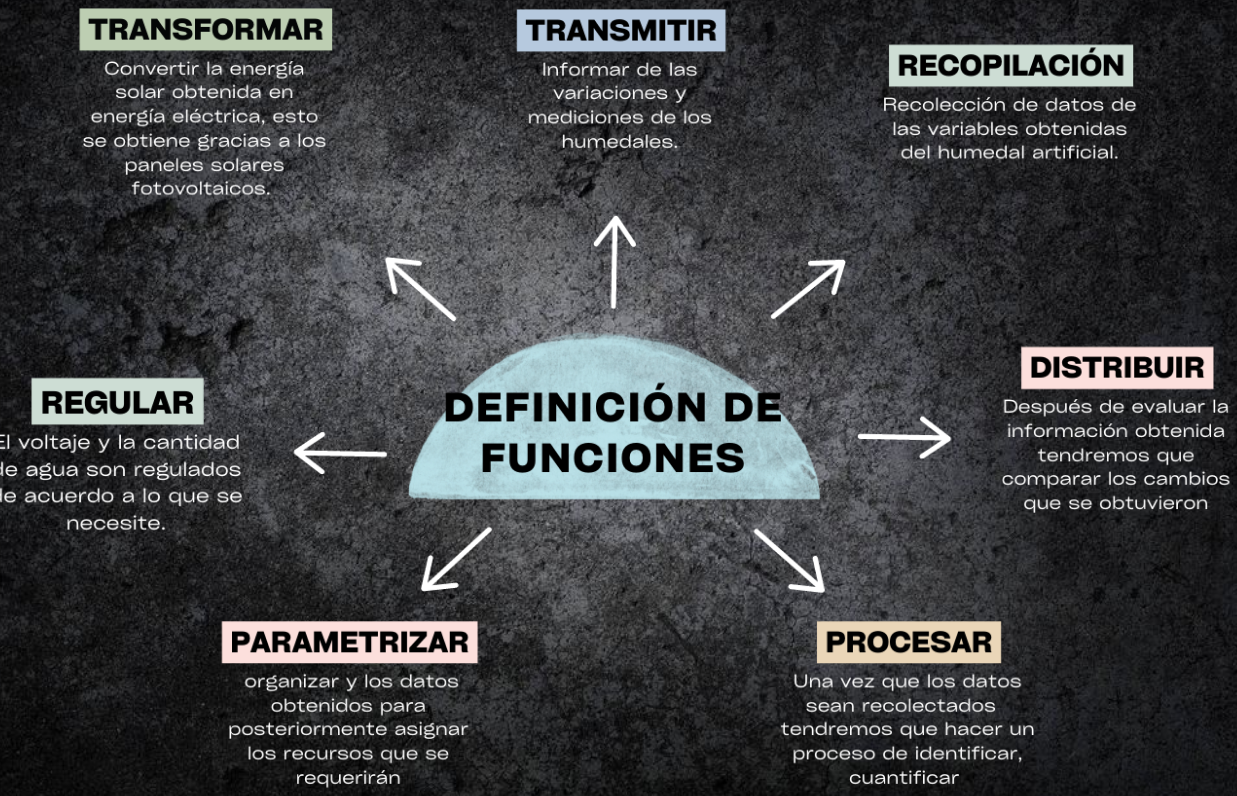 TRANSFORMAR
Convertir la energía
solar obtenida en
energía eléctrica, esto
se obtiene gracias a los
paneles solares
fotovoltaicos.
TRANSMITIR
Informar de las
variaciones y
mediciones de los
humedales.
RECOPILACIÓN
Recolección de datos de
las variables obtenidas
del humedal artificial.
REGULAR
El voltaje y la cantidad
de agua son regulados
de acuerdo a lo que se
necesite.
DEFINICIÓN DE
FUNCIONES
DISTRIBUIR
Después de evaluar la
información obtenida
tendremos que
comparar los cambios
que se obtuvieron
PARAMETRIZAR
organizar y los datos
obtenidos para
posteriormente asignar
los recursos que se
requerirán
PROCESAR
Una vez que los datos
sean recolectados
tendremos que hacer un
proceso de identificar,
cuantificar